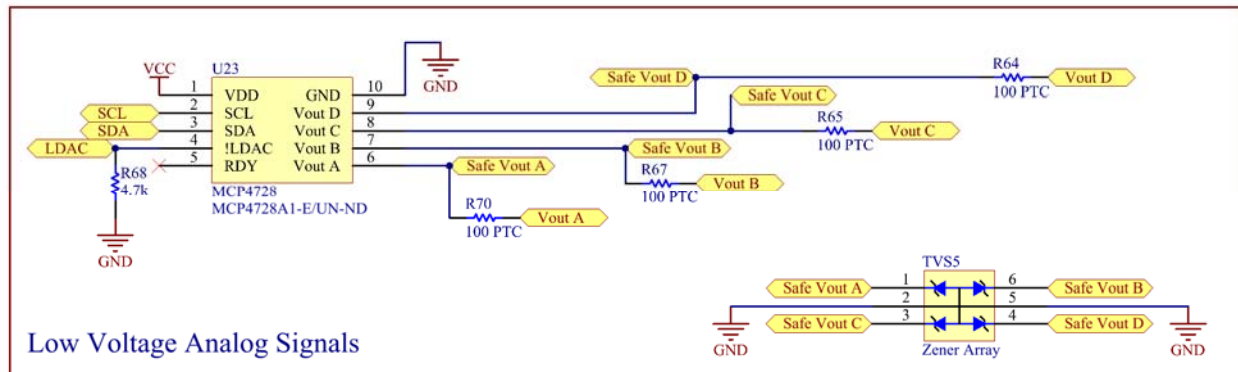 VCC
U23
GND
Safe Vout D
R64
100 PTC
Vout D
1 VDD GND 10
SCL 2 SCL Vout D 9
SDA 3 SDA Vout C 8
LDAC 4 !LDAC Vout B 7
5 RDY Vout A 6
Safe Vout C
R65
100 PTC
Vout C
Safe Vout B
R67
100 PTC
Vout B
Safe Vout A
R70
100 PTC
Vout A
R68
4.7k
GND
MCP4728
MCP4728A1-E/UN-ND
TVS5
Safe Vout A 1 6 Safe Vout B
2 5
Safe Vout C 3 4 Safe Vout D
GND
Zener Array
GND
Low Voltage Analog Signals